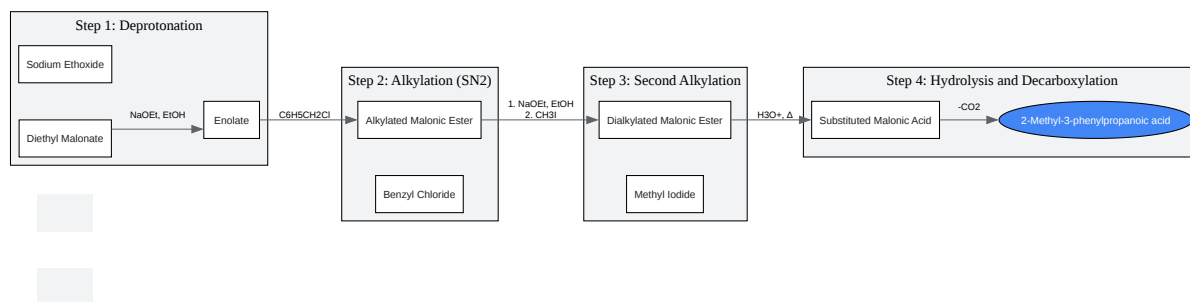 Step 1: Deprotonation
Sodium Ethoxide
Diethyl Malonate
NaOEt, EtOH
Enolate
C6H5CH2Cl
Step 2: Alkylation (SN2)
Alkylated Malonic Ester
Benzyl Chloride
1. NaOEt, EtOH
2. CH3I
Step 3: Second Alkylation
Dialkylated Malonic Ester
Methyl Iodide
H3O+, Δ
Step 4: Hydrolysis and Decarboxylation
Substituted Malonic Acid
-CO2
2-Methyl-3-phenylpropanoic acid